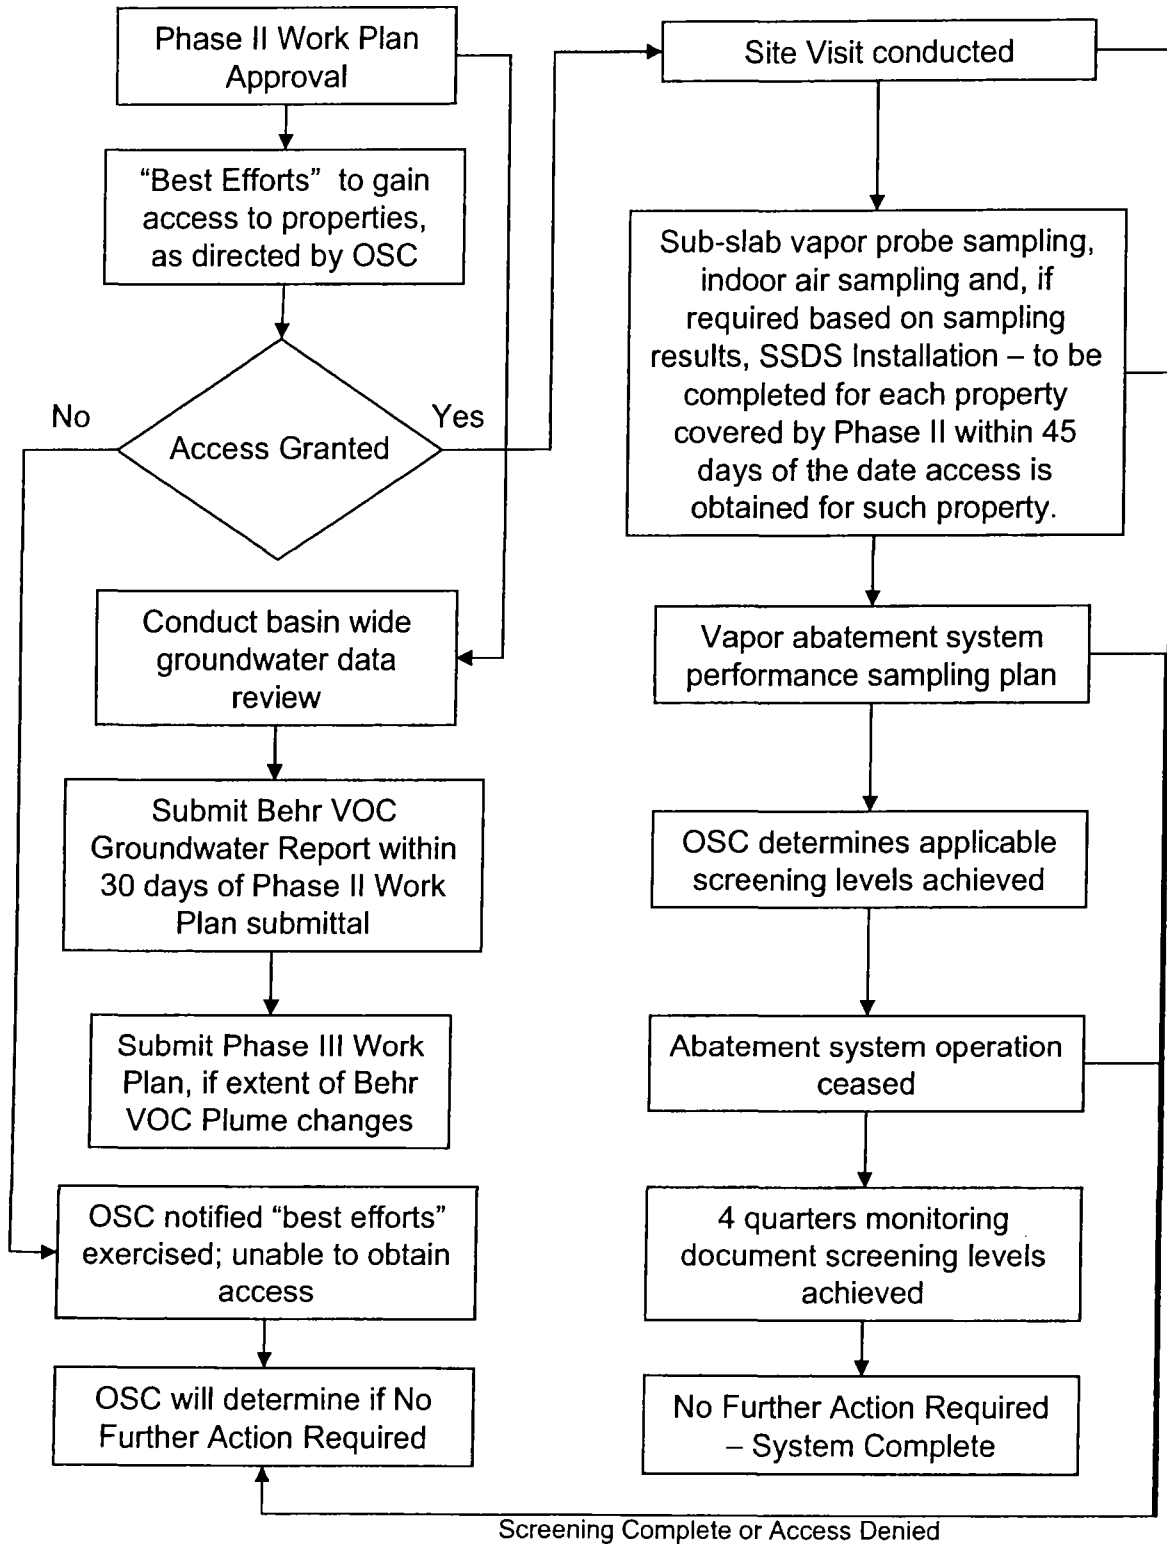 Phase II Work Plan
Approval
"Best Efforts"  to gain
access to properties,
as directed by OSC
No
Yes
Access Granted
Conduct basin wide
groundwater data
review
Submit Behr VOC
Groundwater Report within
30 days of Phase II Work
Plan submittal
Submit Phase III Work
Plan, if extent of Behr
VOC Plume changes
OSC notified "best efforts"
exercised; unable to obtain
access
OSC will determine if No
Further Action Required
Site Visit conducted
Sub-slab vapor probe sampling,
indoor air sampling and, if
required based on sampling
results, SSDS Installation – to be
completed for each property
covered by Phase II within 45
days of the date access is
obtained for such property.
Vapor abatement system
performance sampling plan
OSC determines applicable
screening levels achieved
Abatement system operation
ceased
4 quarters monitoring
document screening levels
achieved
No Further Action Required
– System Complete
Screening Complete or Access Denied